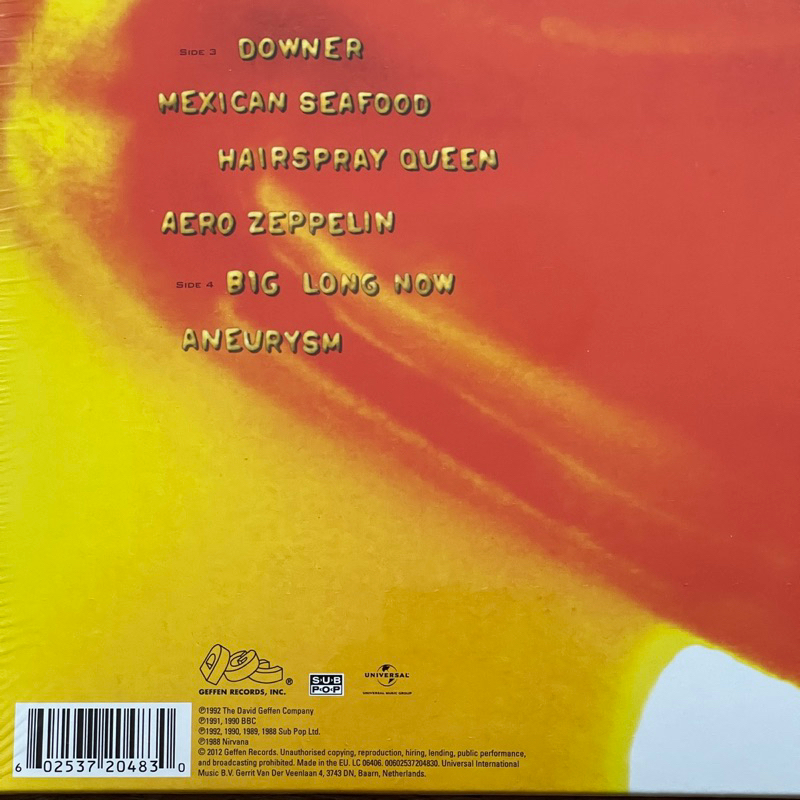 SIDE 3 DOWNER
MEXICAN SEAFOOD
HAIRSPRAY QUEEN
AERO ZEPPELIN
SIDE 4 BIG LONG NOW
ANEURYSM
GEFFEN RECORDS, INC. ®
SUB
POP
UNIVERSAL
UNIVERSAL MUSIC GROUP
℗1992 The David Geffen Company
℗1991, 1990 BBC
℗1992, 1990, 1989, 1988 Sub Pop Ltd.
℗1988 Nirvana
© 2012 Geffen Records. Unauthorised copying, reproduction, hiring, lending, public performance,
and broadcasting prohibited. Made in the EU. LC 06406. 00602537204830. Universal International
Music B.V. Gerrit Van Der Veenlaan 4, 3743 DN, Baarn, Netherlands.
6 02537 20483 0